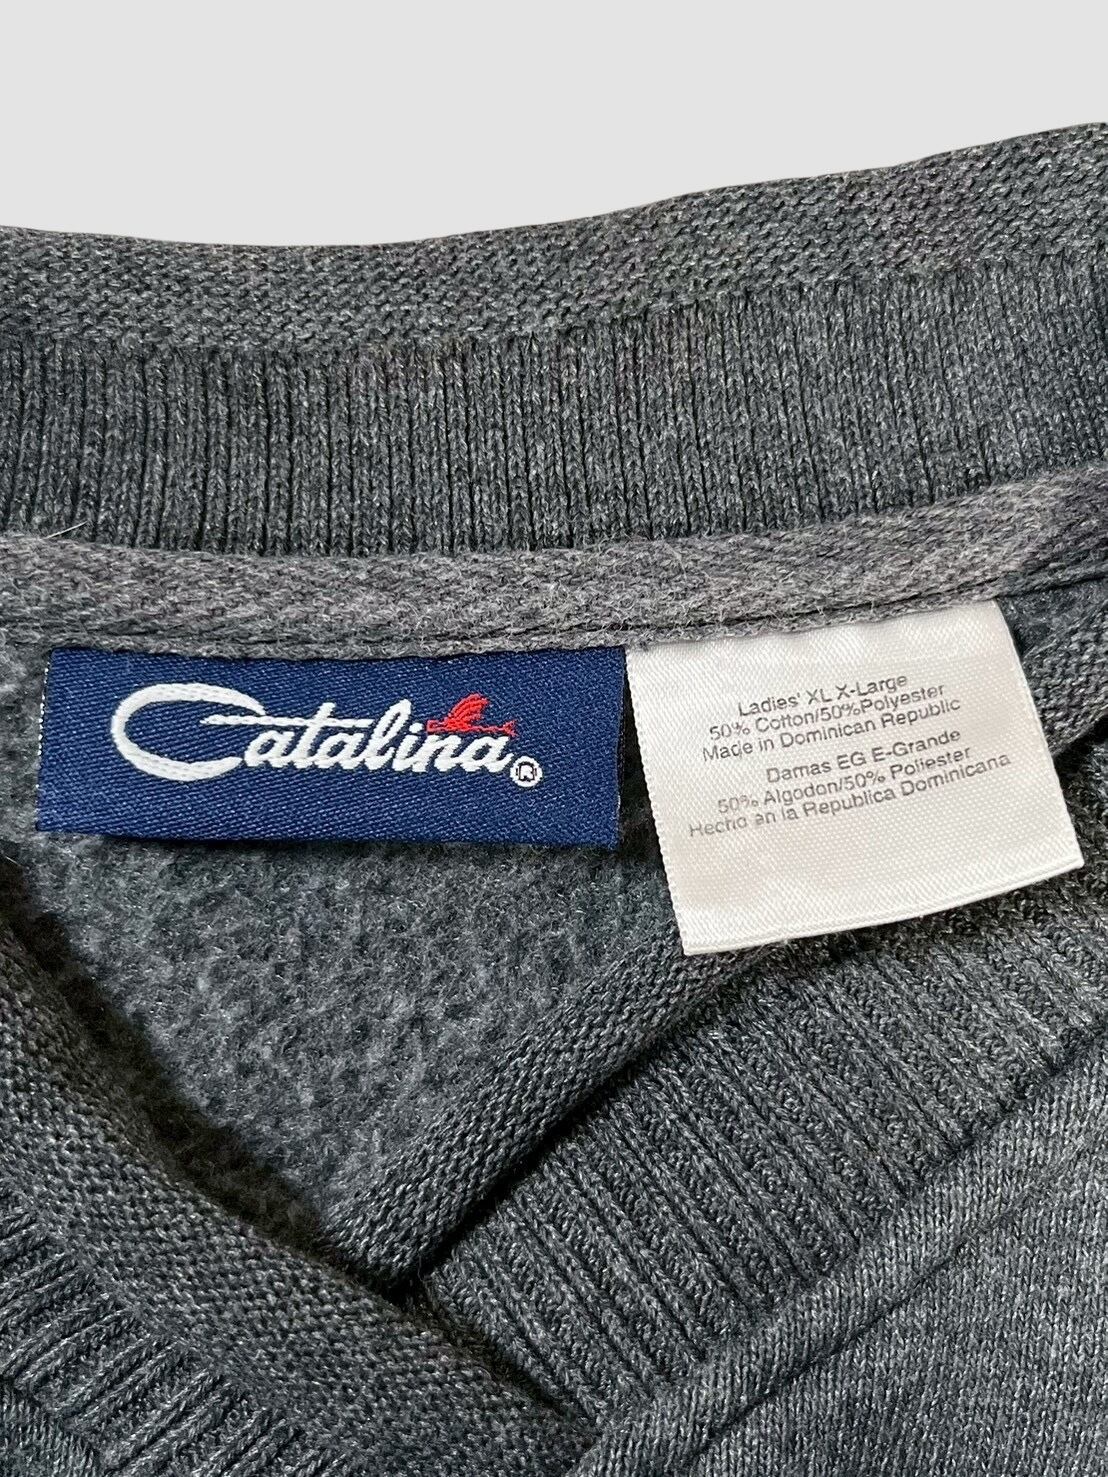 Catalina®
Ladies' XL X-Large
50% Cotton/50%Polyester
Made in Dominican Republic
Damas EG E-Grande
50% Algodon/50% Poliester
Hecho en la Republica Dominicana